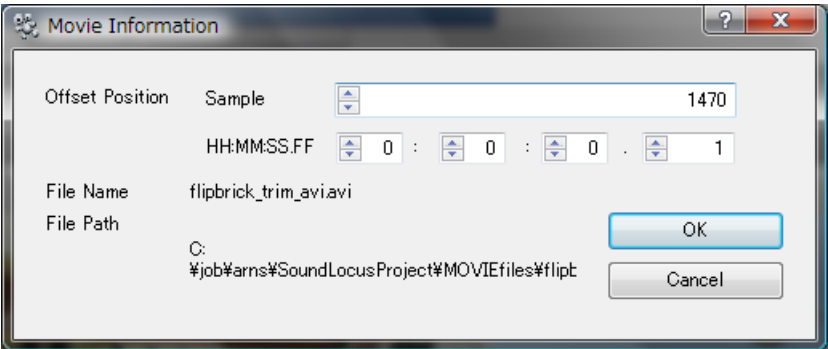 Movie Information
Offset Position Sample 1470
HH:MM:SS.FF 0 : 0 : 0 . 1
File Name flipbrick_trim_avi.avi
File Path
C:
¥job¥arns¥SoundLocusProject¥MOVIEfiles¥flipb
OK
Cancel